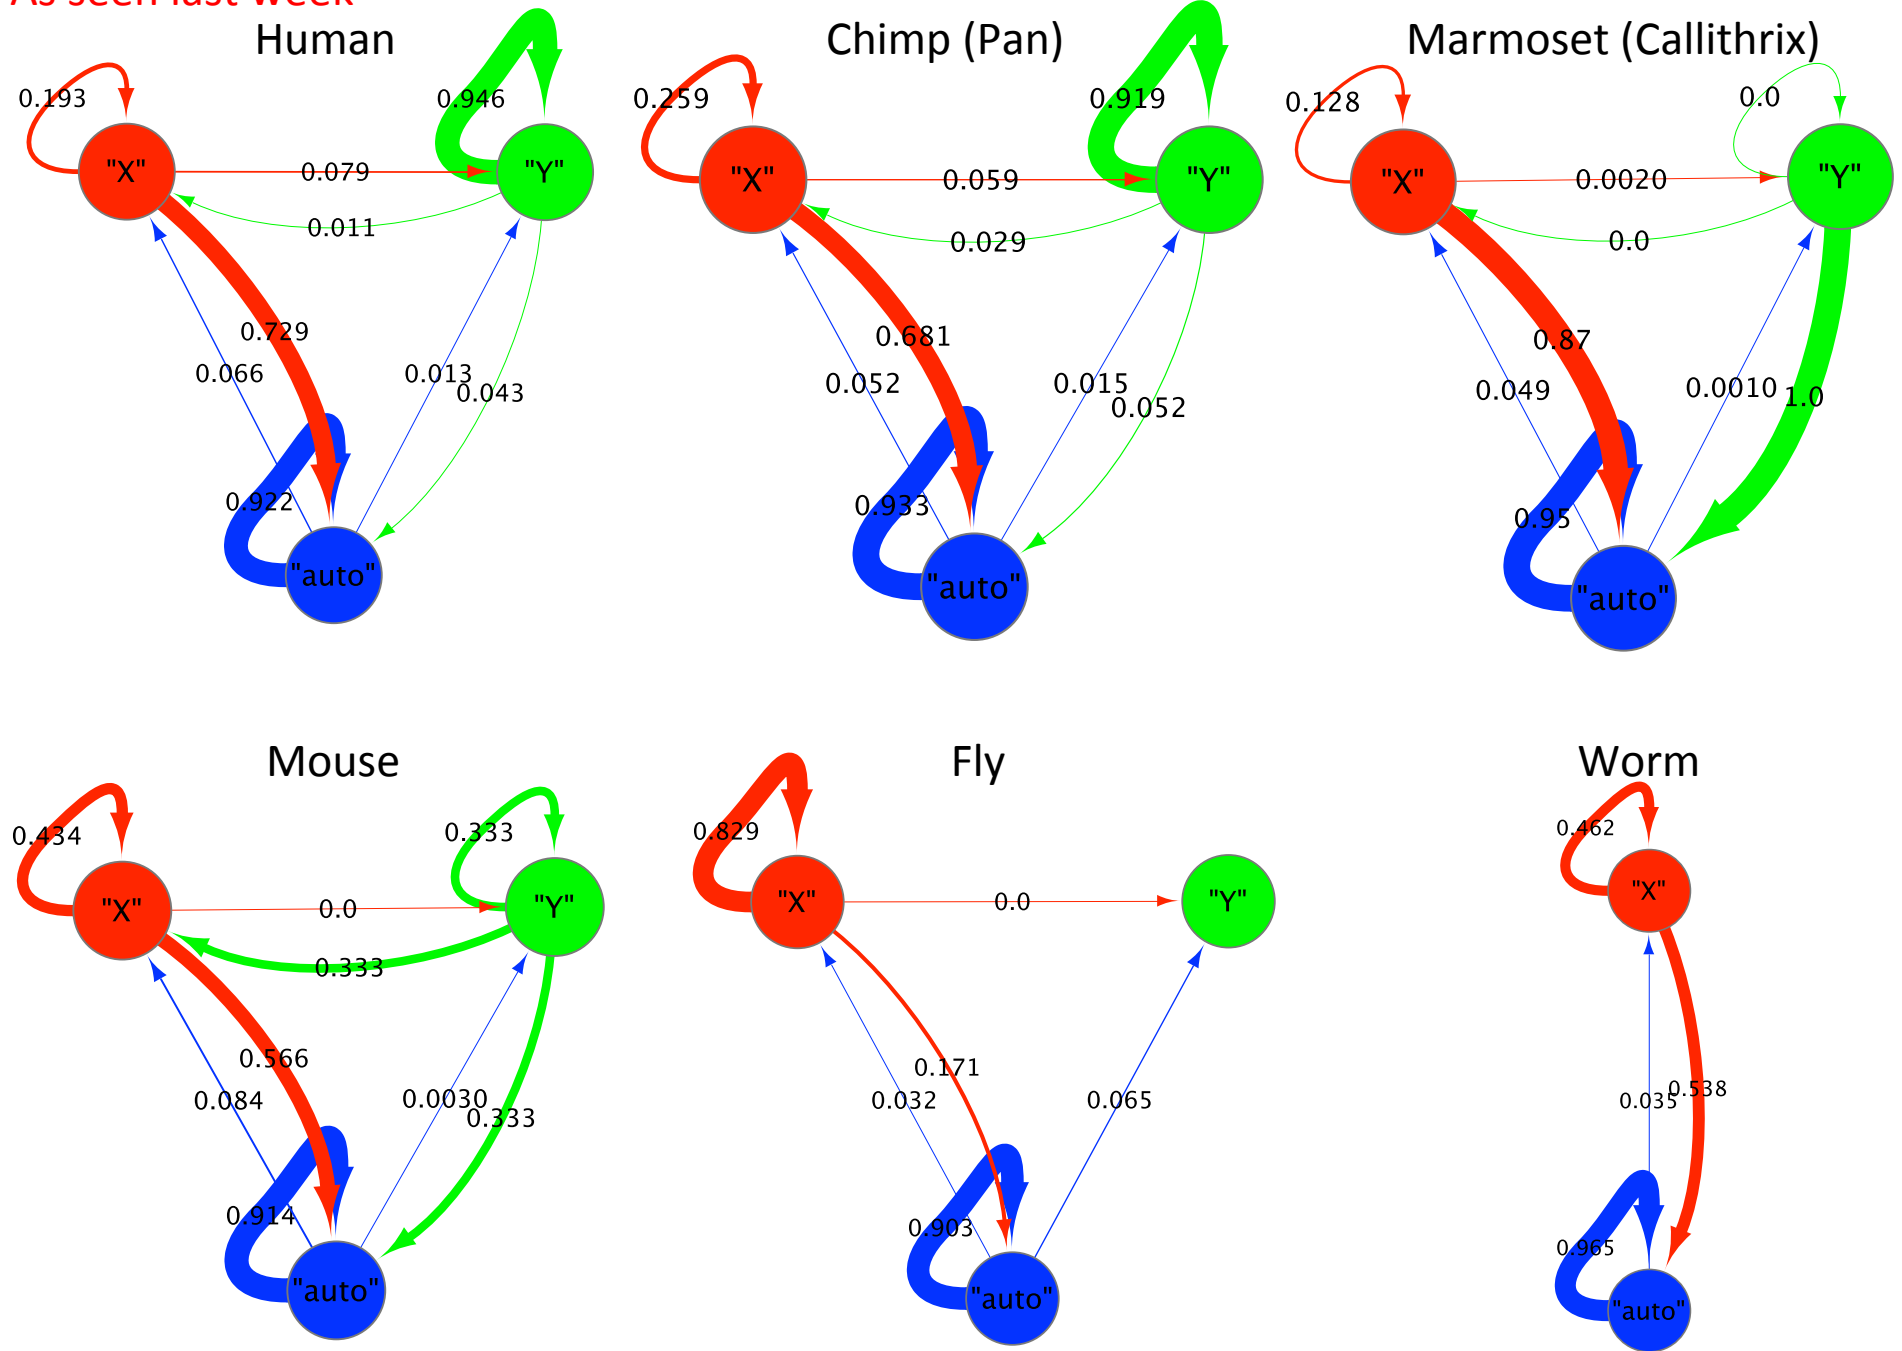 As seen last week
Human
Chimp (Pan)
Marmoset (Callithrix)
0.193
0.946
"X"
"Y"
0.079
0.011
0.729
0.066
0.013
0.043
0.922
"auto"
0.259
0.919
"X"
"Y"
0.059
0.029
0.681
0.052
0.015
0.052
0.933
"auto"
0.128
0.0
"X"
"Y"
0.0020
0.0
0.87
0.049
0.0010
1.0
0.95
"auto"
Mouse
Fly
Worm
0.434
0.333
"X"
"Y"
0.0
0.333
0.566
0.084
0.0030
0.333
0.914
"auto"
0.829
"X"
"Y"
0.0
0.171
0.032
0.065
0.903
"auto"
0.462
"X"
0.538
0.035
0.965
"auto"